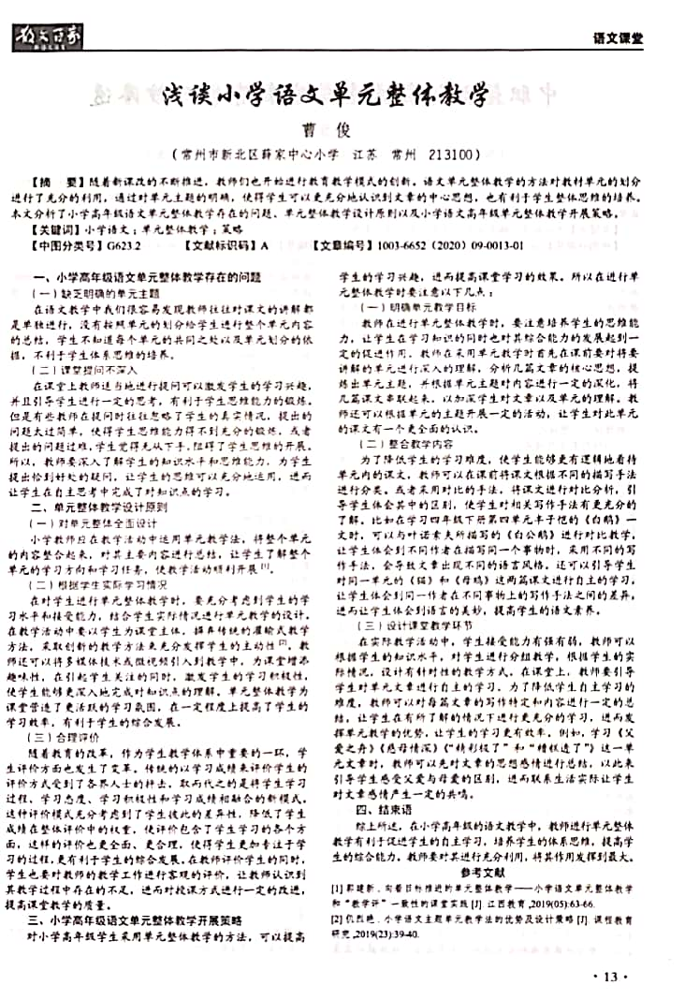 散文百家
语文课堂
浅谈小学语文单元整体教学
曹　俊
(常州市新北区薛家中心小学　江苏　常州　213100)
【摘　要】随着新课改的不断推进，教师们也开始进行教育教学模式的创新。语文单元整体教学的方法对教材单元的划分
进行了充分的利用，通过对单元主题的明确，使得学生可以更充分地认识到文章的中心思想，也有利于学生整体思维的培养。
本文分析了小学高年级语文单元整体教学存在的问题、单元整体教学设计原则以及小学语文高年级单元整体教学开展策略。
【关键词】小学语文；单元整体教学；策略
【中图分类号】G623.2　　【文献标识码】A　　【文章编号】1003-6652（2020）09-0013-01
一、小学高年级语文单元整体教学存在的问题
(一)缺乏明确的单元主题
在语文教学中我们很容易发现教师往往对课文的讲解都
是单独进行，没有按照单元的划分给学生进行整个单元内容
的总结，学生不知道每个单元的共同之处以及单元划分的依
据，不利于学生体系思维的培养。
(二)课堂提问不深入
在课堂上教师适当地进行提问可以激发学生的学习兴趣，
并且引导学生进行一定的思考，有利于学生思维能力的锻炼。
但是有些教师在提问时往往忽略了学生的真实情况，提出的
问题太过简单，使得学生思维能力得不到充分的锻炼，或者
提出的问题过难，学生觉得无从下手，阻碍了学生思维的开展。
所以，教师要深入了解学生的知识水平和思维能力，为学生
提出恰到好处的疑问，让学生的思维可以充分地运用，进而
让学生在自主思考中完成了对知识点的学习。
二、单元整体教学设计原则
(一)对单元整体全面设计
小学教师应在教学活动中运用单元教学法，将整个单元
的内容整合起来，对其主要内容进行总结，让学生了解整个
单元的学习方向和学习任务，使教学活动顺利开展[1]。
(二)根据学生实际学习情况
在对学生进行单元整体教学时，要充分考虑到学生的学
习水平和接受能力，结合学生实际情况进行单元教学的设计。
在教学活动中要以学生为课堂主体，摒弃传统的灌输式教学
方法，采取创新的教学方法来充分发挥学生的主动性[2]。教
师还可以将多媒体技术或微视频引入到教学中，为课堂增添
趣味性，在引起学生关注的同时，激发学生的学习积极性，
使学生能够更深入地完成对知识点的理解。单元整体教学为
课堂营造了更活跃的学习氛围，在一定程度上提高了学生的
学习效率，有利于学生的综合发展。
(三)合理评价
随着教育的改革，作为学生教学体系中重要的一环，学
生评价方面也发生了变革。传统的以学习成绩来评价学生的
评价方式受到了各界人士的抨击，取而代之的是将学生学习
过程、学习态度、学习积极性和学习成绩相融合的新模式。
这种评价模式充分考虑到了学生彼此的差异性，降低了学生
成绩在整体评价中的权重，使评价包含了学生学习的各个方
面，这样的评价也更全面、更合理，使得学生更加专注于学
习的过程，更有利于学生的综合发展。在教师评价学生的同时，
学生也要对教师的教学工作进行客观的评价，让教师认识到
其教学过程中存在的不足，进而对授课方式进行一定的改进，
提高课堂教学的质量。
三、小学高年级语文单元整体教学开展策略
对小学高年级学生采用单元整体教学的方法，可以提高
学生的学习兴趣，进而提高课堂学习的效果。所以在进行单
元整体教学时要注意以下几点：
(一)明确单元教学目标
教师在进行单元整体教学时，要注意培养学生的思维能
力，让学生在学习知识的同时也对其综合能力的发展起到一
定的促进作用。教师在采用单元教学时首先在课前要对将要
讲解的单元进行深入的理解，分析几篇文章的核心思想，提
炼出单元主题，并根据单元主题对内容进行一定的深化，将
几篇课文串联起来，以加深学生对文章以及单元的理解。教
师还可以根据单元的主题开展一定的活动，让学生对此单元
的课文有一个更全面的认识。
(二)整合教学内容
为了降低学生的学习难度，使学生能够更有逻辑地看待
单元内的课文，教师可以在课前将课文根据不同的描写手法
进行分类。或者采用对比的手法，将课文进行对比分析，引
导学生体会其中的区别，使学生对相关写作手法有更充分的
了解。比如在学习四年级下册第四单元丰子恺的《白鹅》一
文时，可以与叶诺索夫所描写的《白公鹅》进行对比教学，
让学生体会到不同作者在描写同一个事物时，采用不同的写
作手法，会导致文章出现不同的语言风格。还可以引导学生
对同一单元的《猫》和《母鸡》这两篇课文进行自主的学习，
让学生体会到同一作者在不同事物上的写作手法之间的差异，
进而让学生体会到语言的美妙，提高学生的语文素养。
(三)设计课堂教学环节
在实际教学活动中，学生接受能力有强有弱，教师可以
根据学生的知识水平，对学生进行分组教学，根据学生的实
际情况，设计有针对性的教学方式。在课堂上，教师要引导
学生对单元文章进行自主的学习，为了降低学生自主学习的
难度，教师可以对每篇文章的写作特定和内容进行一定的总
结，让学生在有所了解的情况下进行更充分的学习，进而发
挥单元教学的优势，让学生的学习更有效率。例如，学习《父
爱之舟》《慈母情深》《“精彩极了”和“糟糕透了”》这一单
元文章时，教师可以先对文章的思想感情进行总结，以此来
引导学生感受父爱与母爱的区别，进而联系生活实际让学生
对文章感情产生一定的共鸣。
四、结束语
综上所述，在小学高年级的语文教学中，教师进行单元整体
教学有利于促进学生的自主学习，培养学生的体系思维，提高学
生的综合能力。教师要对其进行充分利用，将其作用发挥到最大。
参考文献
[1] 郭建新．向着目标推进的单元整体教学——小学语文单元整体教学
和“教学评”一致性的课堂实践[J]. 江西教育,2019(05):63-66.
[2] 仉烈艳．小学语文主题单元教学法的优势及设计策略[J]. 课程教育
研究,2019(23):39-40.
· 13 ·